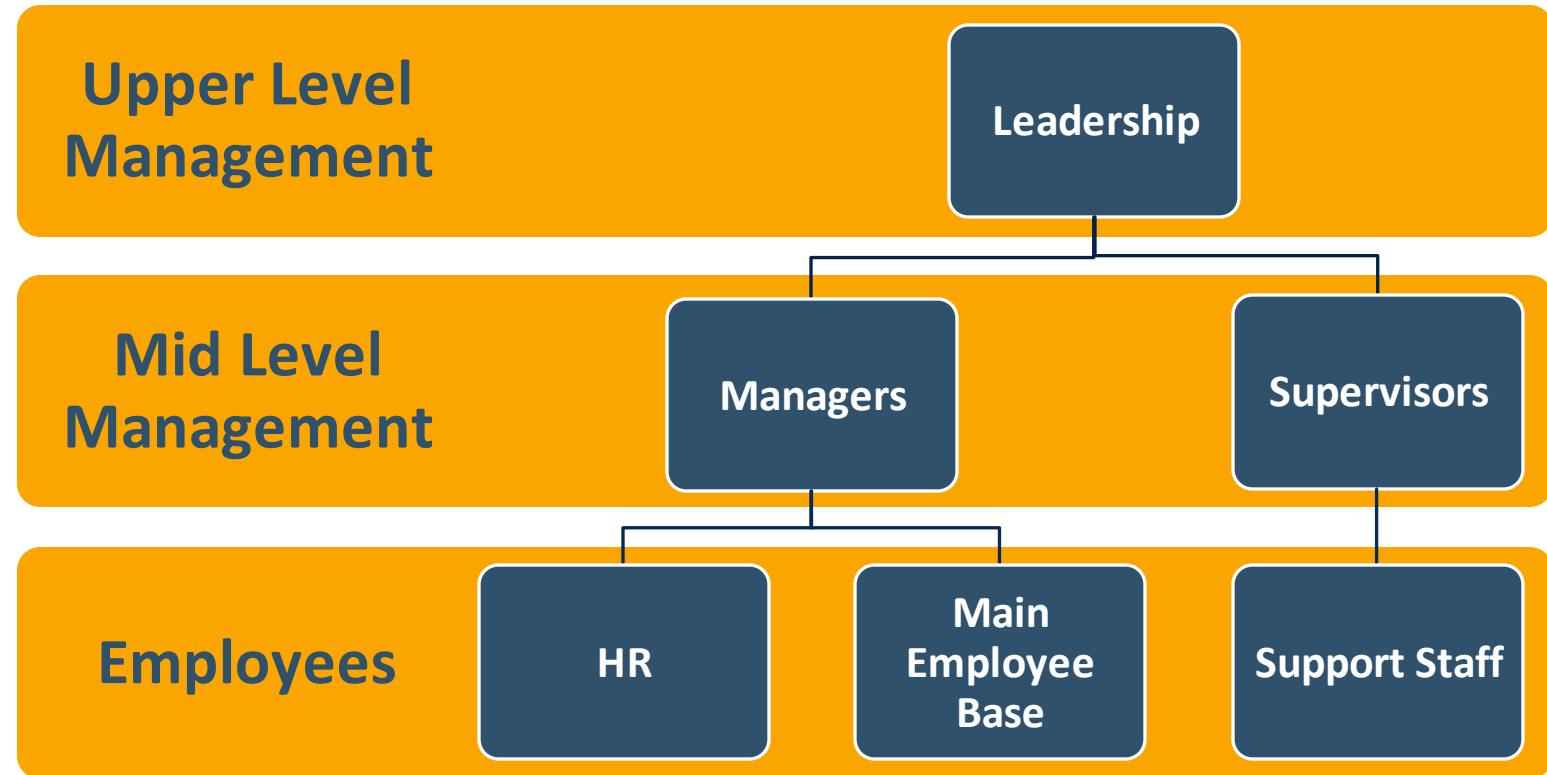 Upper Level
Management
Leadership
Mid Level
Management
Managers
Supervisors
Employees
HR
Main
Employee
Base
Support Staff